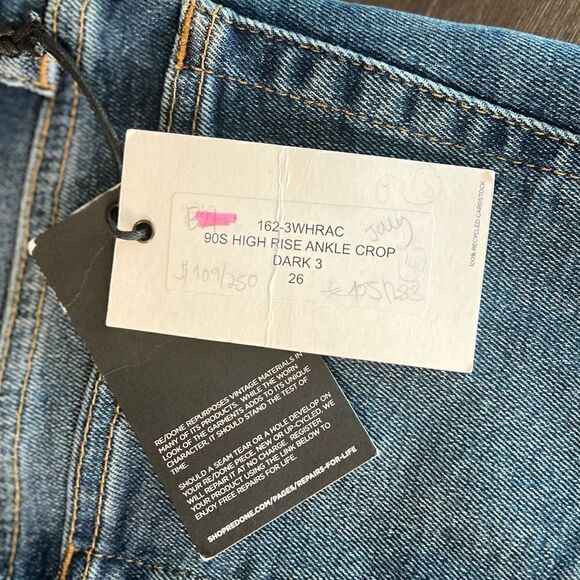 162-3WHRAC
90S HIGH RISE ANKLE CROP
DARK 3
26
$109/250
100% RECYCLED CARDSTOCK
RE/DONE REPURPOSES VINTAGE MATERIALS IN
MANY OF ITS PRODUCTS. WHILE THE WORN
LOOK OF THE GARMENTS ADDS TO ITS UNIQUE
CHARACTER, IT SHOULD STAND THE TEST OF
TIME.
SHOULD A SEAM TEAR OR A HOLE DEVELOP ON
YOUR RE/DONE PIECE, NEW OR UP-CYCLED, WE
WILL REPAIR IT AT NO CHARGE. REGISTER
YOUR PRODUCT USING THE LINK BELOW TO
ENJOY FREE REPAIRS FOR LIFE.
SHOPREDONE.COM/PAGES/REPAIRS-FOR-LIFE